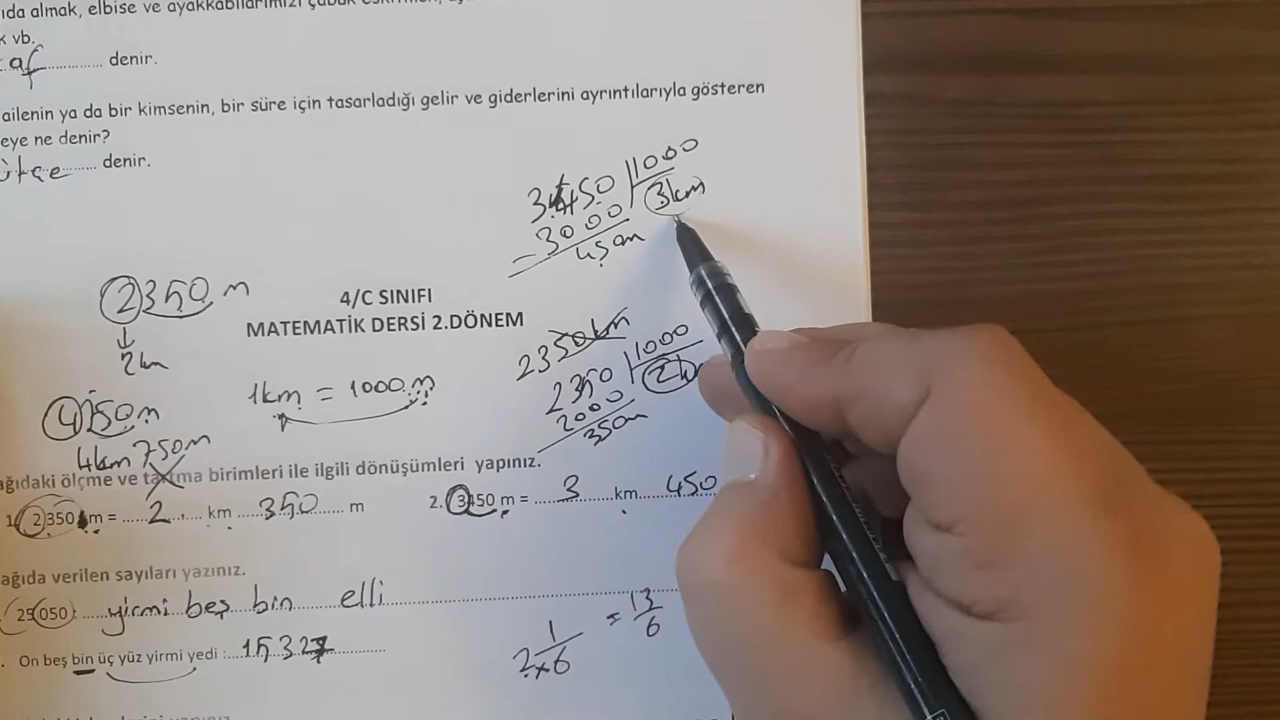 ıda almak, elbise ve ayakkabılarımızı çabuk
k vb.
af denir.
ailenin ya da bir kimsenin, bir süre için tasarladığı gelir ve giderlerini ayrıntılarıyla gösteren
eye ne denir?
ütçe denir.
3450 1000
3km
- 3000
450m
2350 m
2km
4/C SINIFI
MATEMATİK DERSİ 2.DÖNEM
2350km
2350 1000
2000
350m
1km = 1000 m
4km 750m
ağıdaki ölçme ve tartma birimleri ile ilgili dönüşümleri yapınız.
1. 2350 m = ...2... km ...350... m
2. 3450 m = ...3... km ...450
ağıda verilen sayıları yazınız.
25050: ...yirmi beş bin elli...
. On beş bin üç yüz yirmi yedi :...15.327...
2 1/6 = 13/6